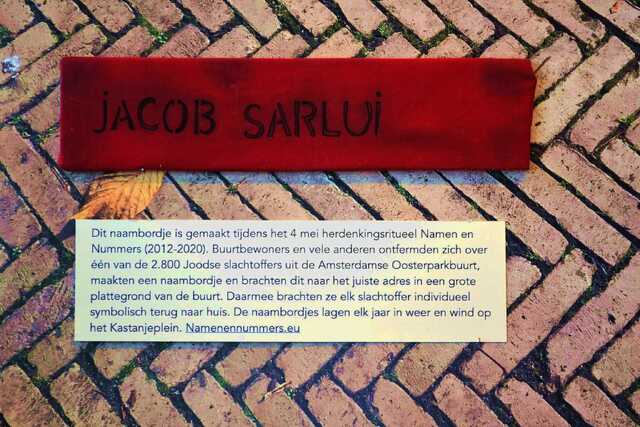 jACOB SARLUi
Dit naambordje is gemaakt tijdens het 4 mei herdenkingsritueel Namen en
Nummers (2012-2020). Buurtbewoners en vele anderen ontfermden zich over
één van de 2.800 Joodse slachtoffers uit de Amsterdamse Oosterparkbuurt,
maakten een naambordje en brachten dit naar het juiste adres in een grote
plattegrond van de buurt. Daarmee brachten ze elk slachtoffer individueel
symbolisch terug naar huis. De naambordjes lagen elk jaar in weer en wind op
het Kastanjeplein. Namenennummers.eu